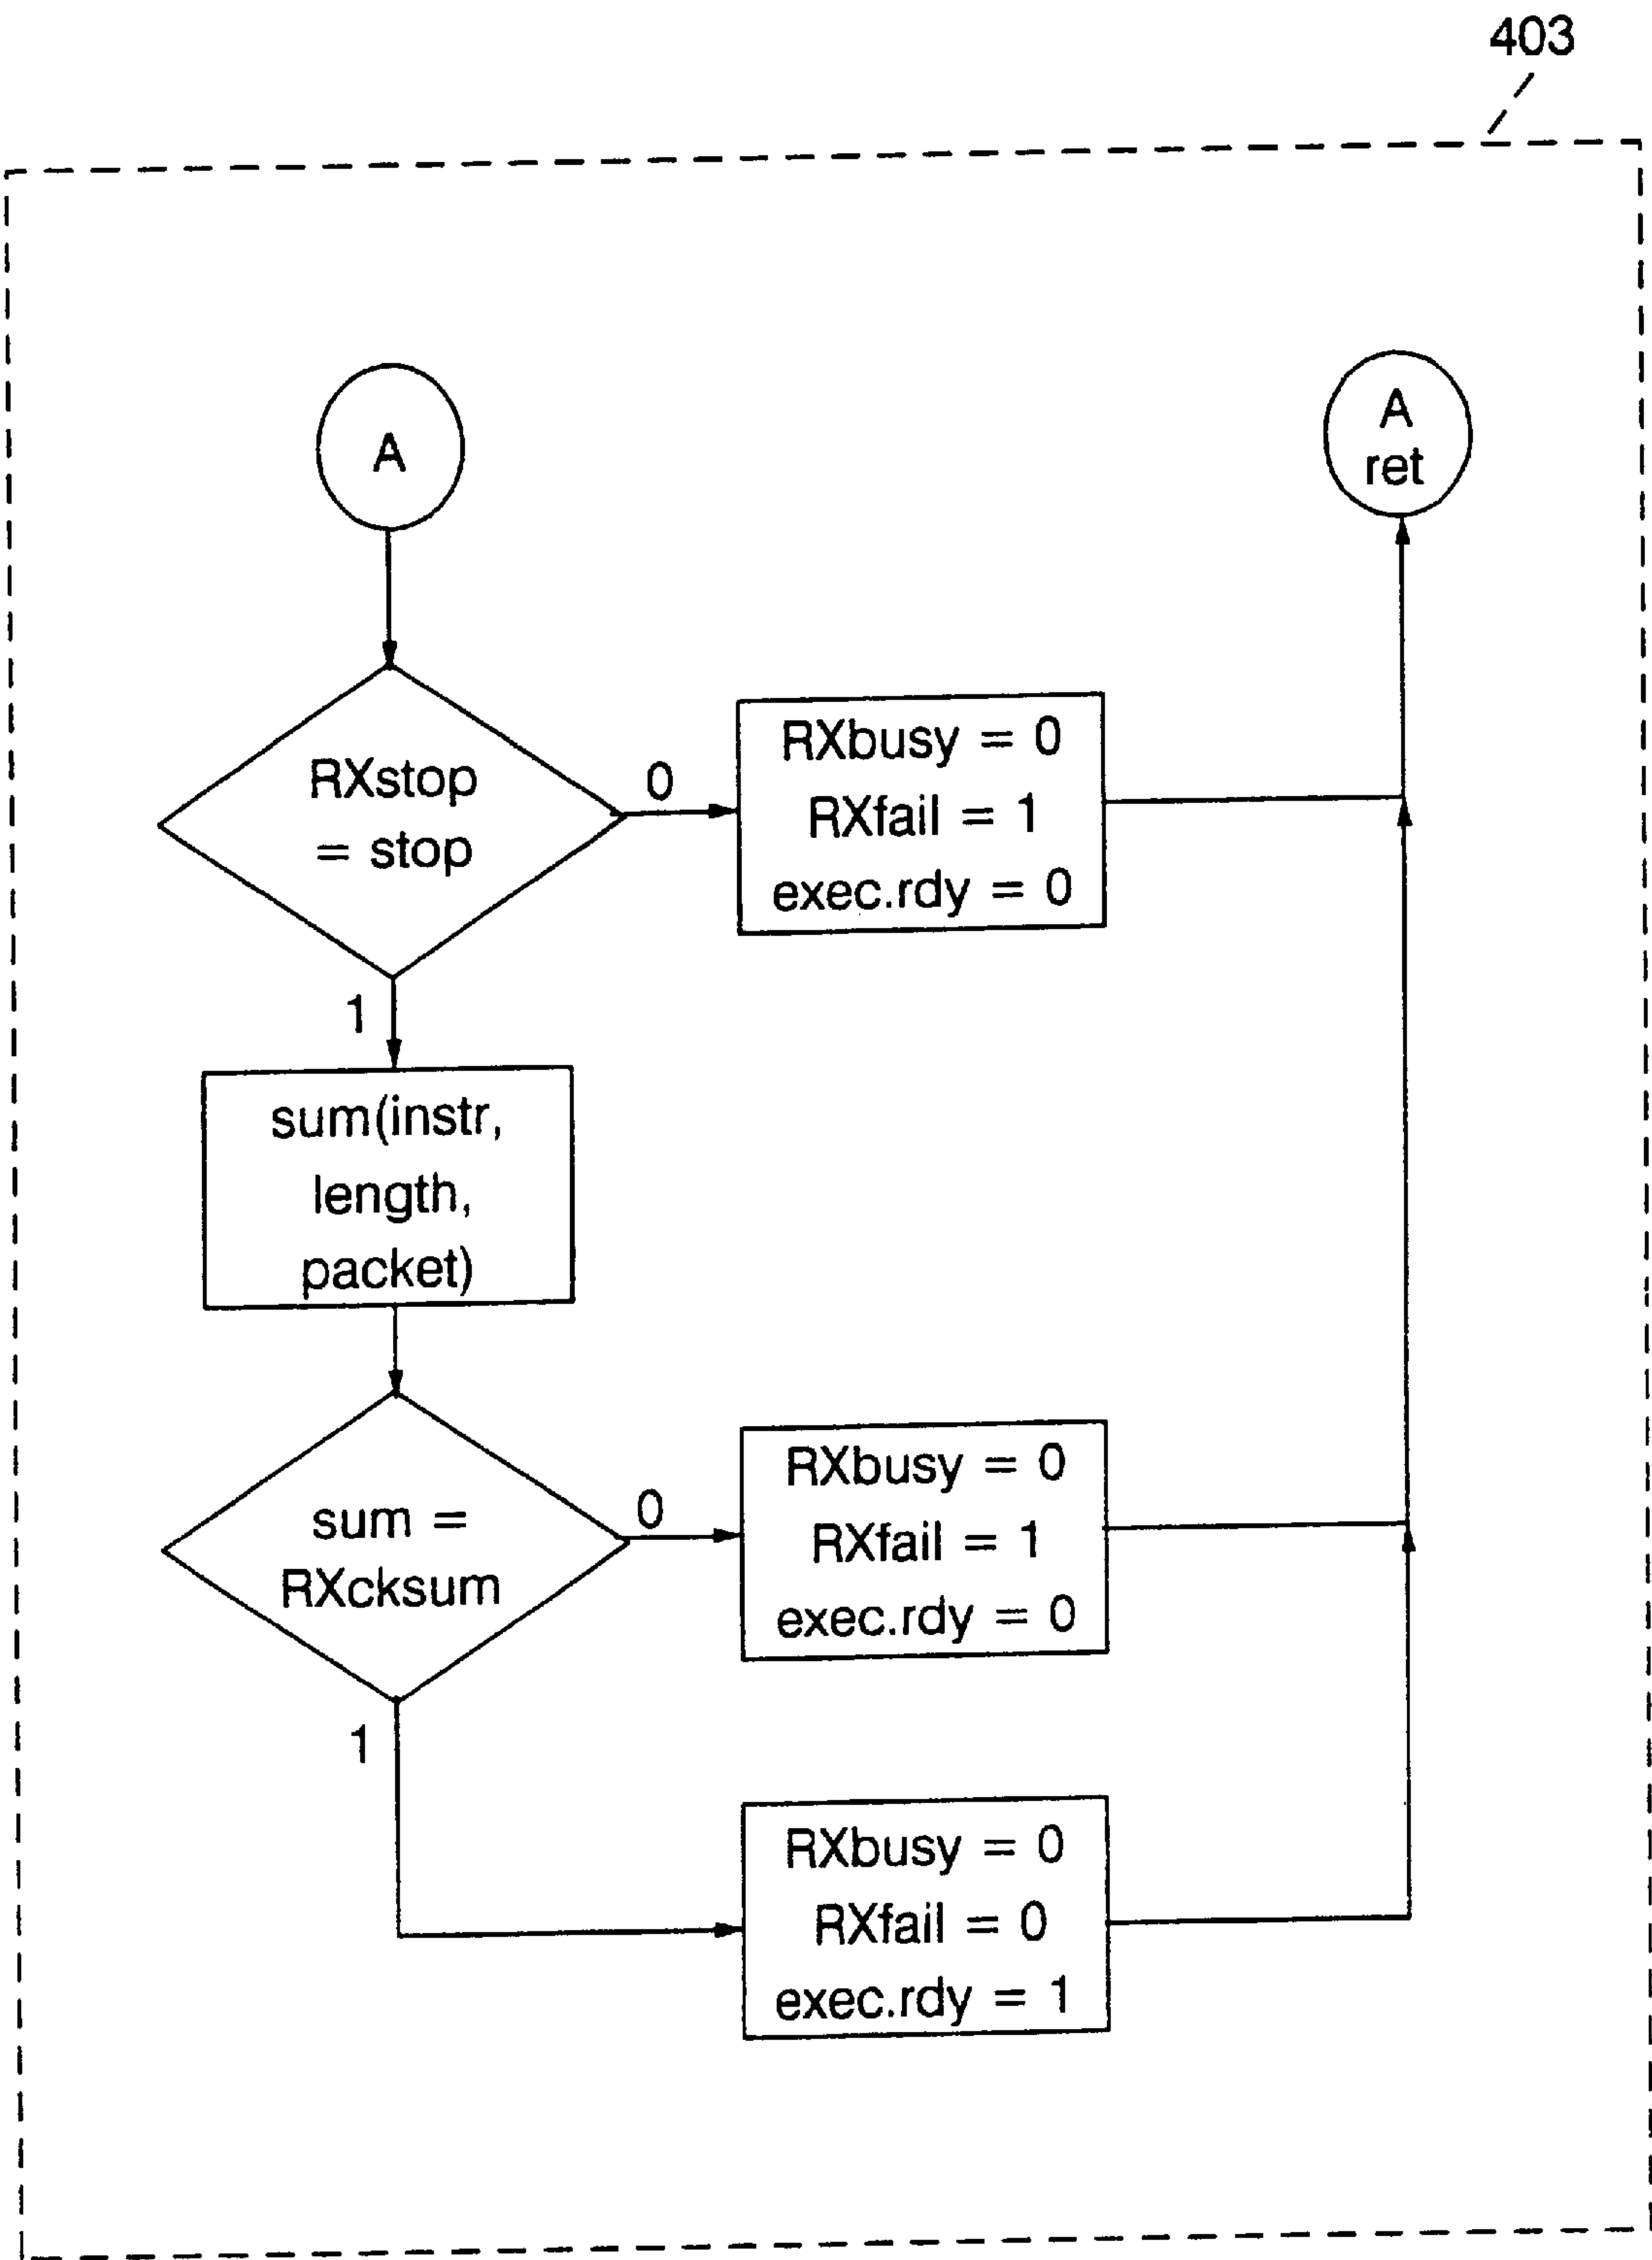 403
A
A
ret
RXstop
= stop
0
RXbusy = 0
RXfail = 1
exec.rdy = 0
1
sum(instr,
length,
packet)
sum =
RXcksum
0
RXbusy = 0
RXfail = 1
exec.rdy = 0
1
RXbusy = 0
RXfail = 0
exec.rdy = 1